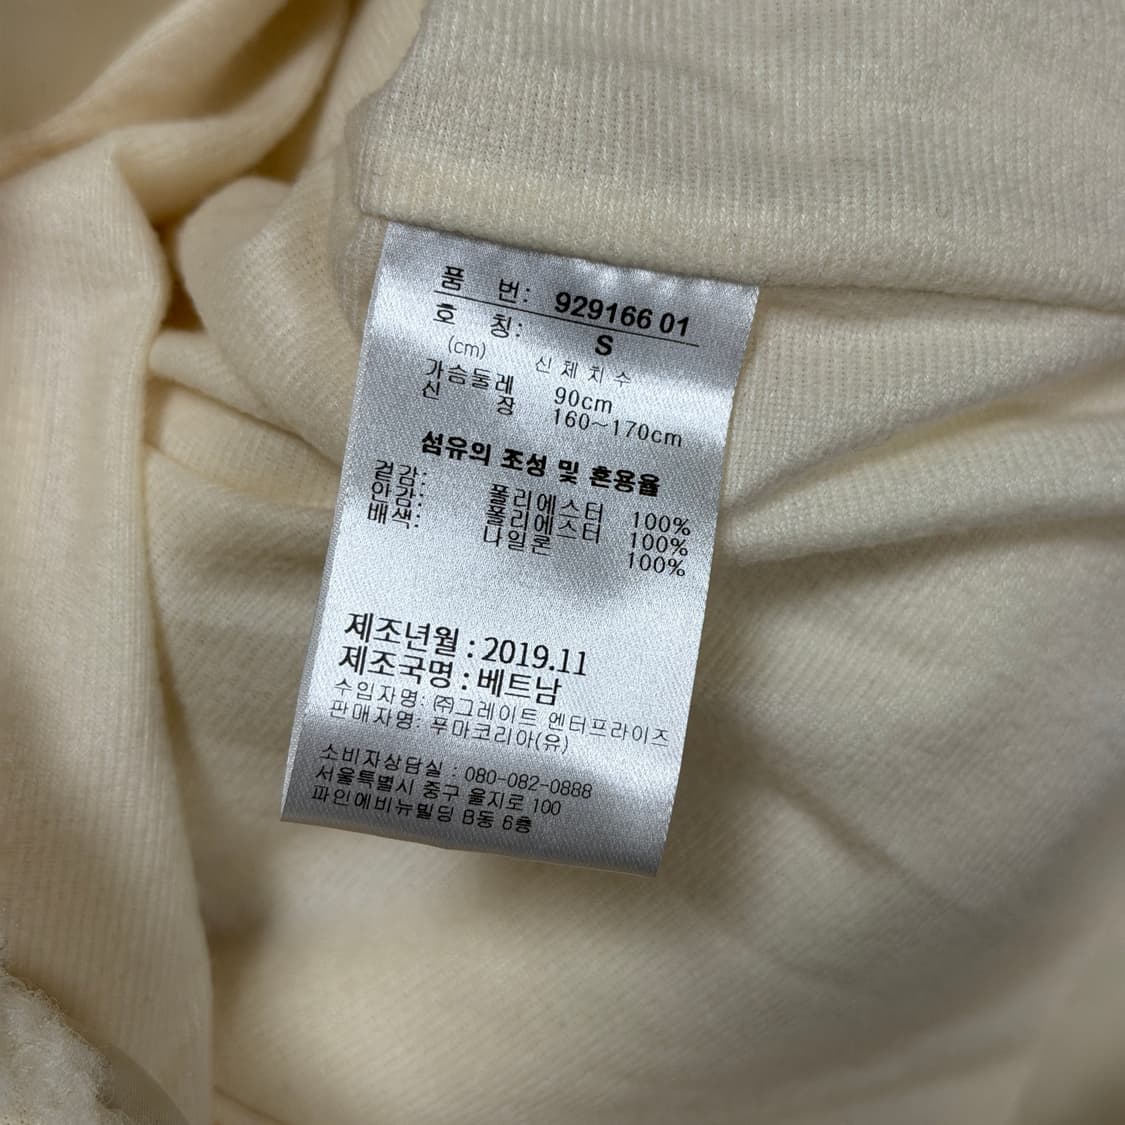 품 번: 929166 01
호 칭: S
(cm) 신체치수
가슴둘레 90cm
신 장 160~170cm
섬유의 조성 및 혼용율
겉감: 폴리에스터 100%
안감: 폴리에스터 100%
배색: 나일론 100%
제조년월 : 2019.11
제조국명 : 베트남
수입자명: ㈜그레이트 엔터프라이즈
판매자명: 푸마코리아(유)
소비자상담실 : 080-082-0888
서울특별시 중구 을지로 100
파인에비뉴빌딩 B동 6층